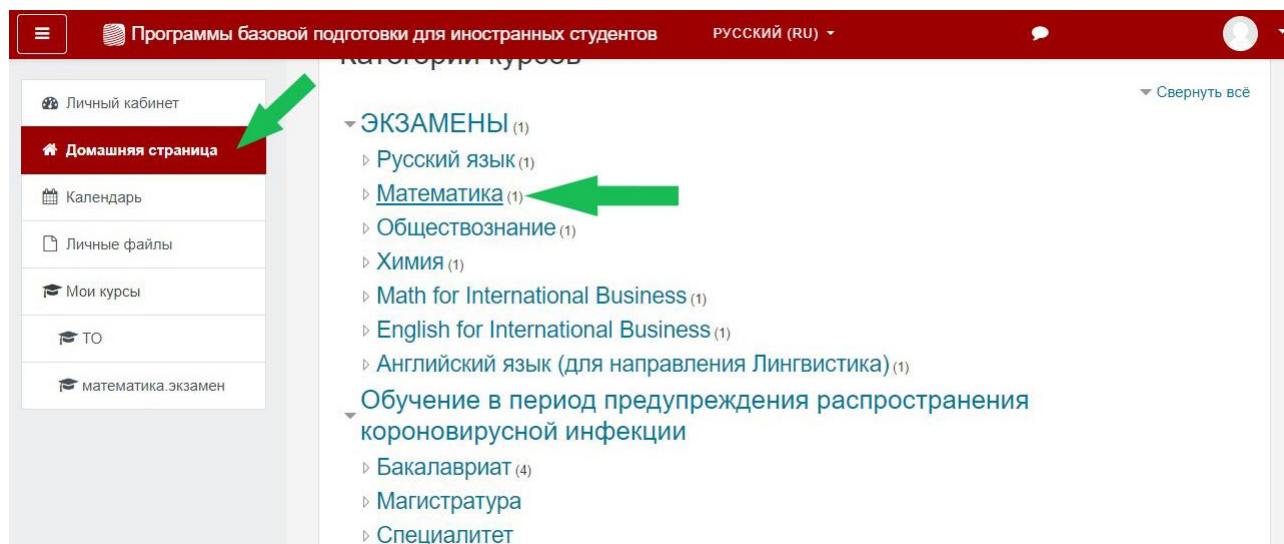 Программы базовой подготовки для иностранных студентов
РУССКИЙ (RU)
Категории курсов
Свернуть всё
Личный кабинет
Домашняя страница
Календарь
Личные файлы
Мои курсы
ТО
математика.экзамен
ЭКЗАМЕНЫ (1)
Русский язык (1)
Математика (1)
Обществознание (1)
Химия (1)
Math for International Business (1)
English for International Business (1)
Английский язык (для направления Лингвистика) (1)
Обучение в период предупреждения распространения
короновирусной инфекции
Бакалавриат (4)
Магистратура
Специалитет